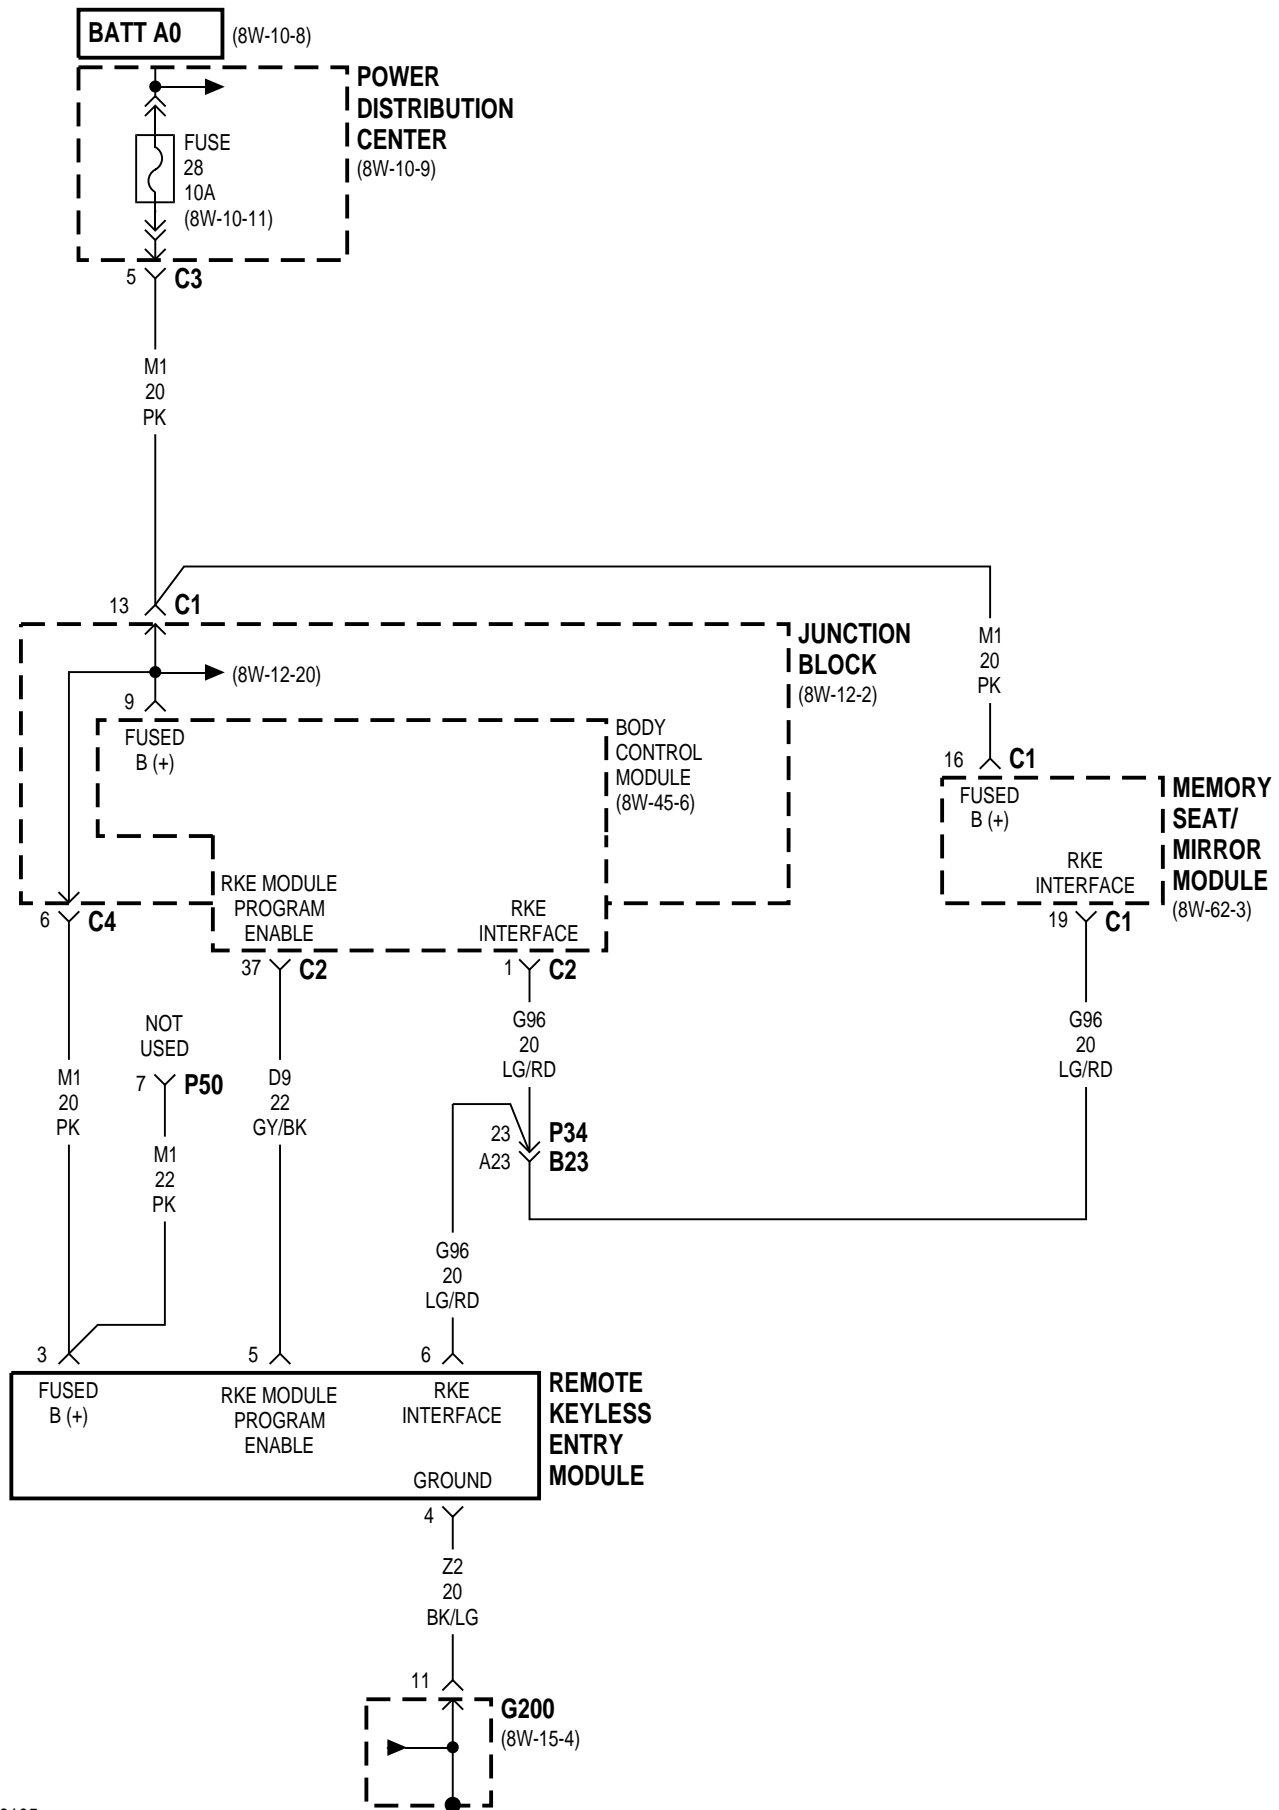 BATT A0
(8W-10-8)
POWER
DISTRIBUTION
CENTER
(8W-10-9)
FUSE
28
10A
(8W-10-11)
5
C3
M1
20
PK
13
C1
JUNCTION
BLOCK
(8W-12-2)
(8W-12-20)
9
FUSED
B (+)
BODY
CONTROL
MODULE
(8W-45-6)
M1
20
PK
16
C1
FUSED
B (+)
MEMORY
SEAT/
MIRROR
MODULE
(8W-62-3)
RKE
INTERFACE
19
C1
RKE MODULE
PROGRAM
ENABLE
RKE
INTERFACE
6
C4
37
C2
1
C2
NOT
USED
7
P50
M1
20
PK
M1
22
PK
D9
22
GY/BK
G96
20
LG/RD
G96
20
LG/RD
23
P34
A23
B23
G96
20
LG/RD
3
5
6
FUSED
B (+)
RKE MODULE
PROGRAM
ENABLE
RKE
INTERFACE
GROUND
REMOTE
KEYLESS
ENTRY
MODULE
4
Z2
20
BK/LG
11
G200
(8W-15-4)